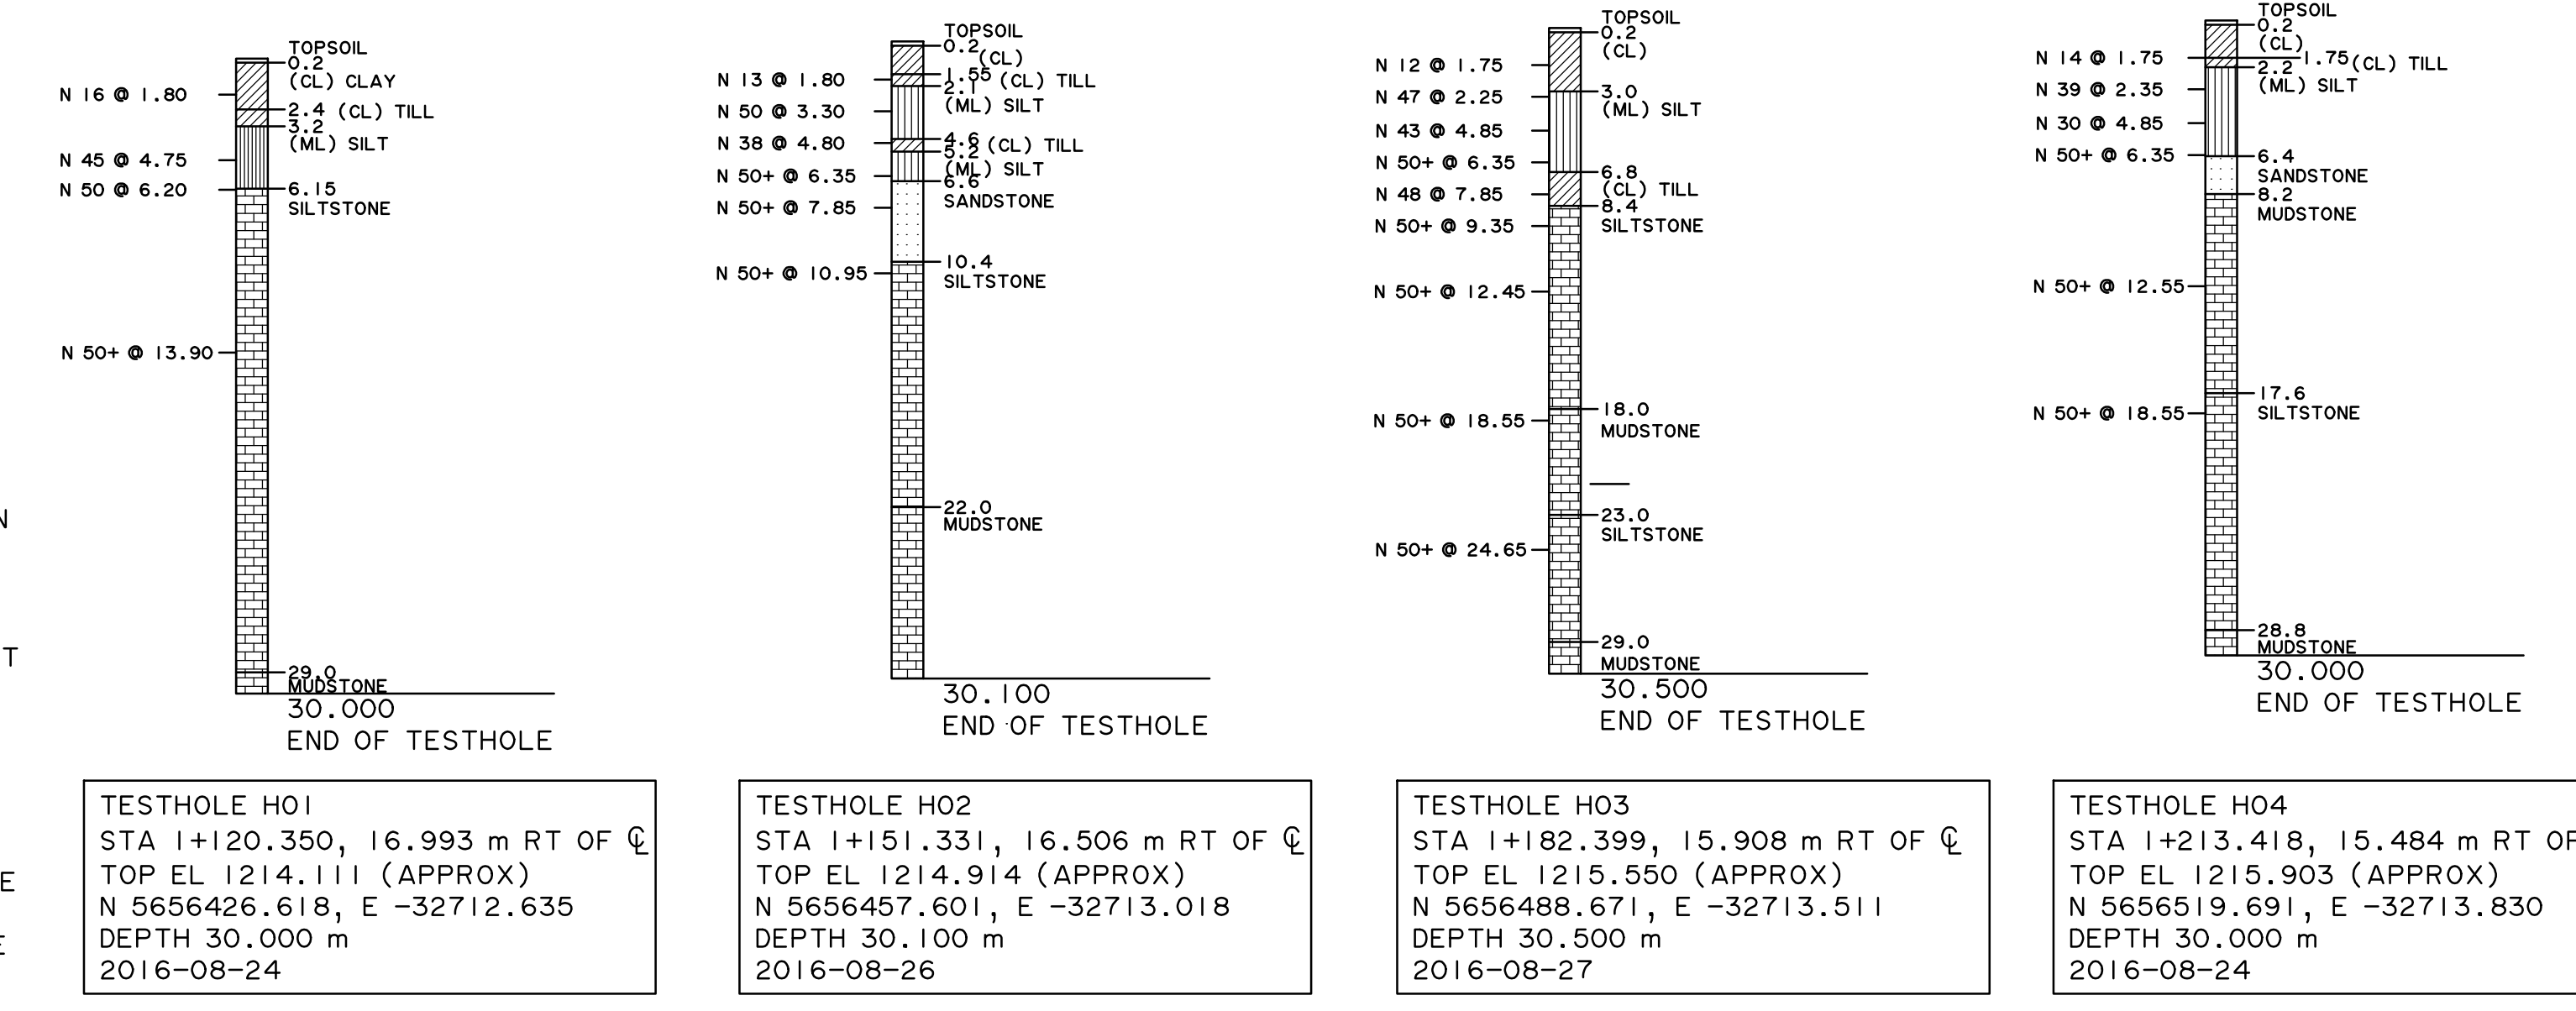 N
T
E
E
TOPSOIL
0.2
(CL) CLAY
N 16 @ 1.80
2.4 (CL) TILL
3.2
(ML) SILT
N 45 @ 4.75
N 50 @ 6.20
6.15
SILTSTONE
N 50+ @ 13.90
29.0
MUDSTONE
30.000
END OF TESTHOLE
TESTHOLE H01
STA 1+120.350, 16.993 m RT OF ℄
TOP EL 1214.111 (APPROX)
N 5656426.618, E -32712.635
DEPTH 30.000 m
2016-08-24
TOPSOIL
0.2
(CL)
N 13 @ 1.80
1.55 (CL) TILL
2.1
(ML) SILT
N 50 @ 3.30
N 38 @ 4.80
4.6
5.2 (CL) TILL
(ML) SILT
N 50+ @ 6.35
6.6
SANDSTONE
N 50+ @ 7.85
10.4
N 50+ @ 10.95
SILTSTONE
22.0
MUDSTONE
30.100
END OF TESTHOLE
TESTHOLE H02
STA 1+151.331, 16.506 m RT OF ℄
TOP EL 1214.914 (APPROX)
N 5656457.601, E -32713.018
DEPTH 30.100 m
2016-08-26
TOPSOIL
0.2
(CL)
N 12 @ 1.75
3.0
N 47 @ 2.25
(ML) SILT
N 43 @ 4.85
N 50+ @ 6.35
6.8
(CL) TILL
N 48 @ 7.85
8.4
SILTSTONE
N 50+ @ 9.35
N 50+ @ 12.45
18.0
N 50+ @ 18.55
MUDSTONE
23.0
SILTSTONE
N 50+ @ 24.65
29.0
MUDSTONE
30.500
END OF TESTHOLE
TESTHOLE H03
STA 1+182.399, 15.908 m RT OF ℄
TOP EL 1215.550 (APPROX)
N 5656488.671, E -32713.511
DEPTH 30.500 m
2016-08-27
TOPSOIL
0.2
(CL)
N 14 @ 1.75
1.75 (CL) TILL
2.2
(ML) SILT
N 39 @ 2.35
N 30 @ 4.85
N 50+ @ 6.35
6.4
SANDSTONE
8.2
MUDSTONE
N 50+ @ 12.55
17.6
N 50+ @ 18.55
SILTSTONE
28.8
MUDSTONE
30.000
END OF TESTHOLE
TESTHOLE H04
STA 1+213.418, 15.484 m RT OF
TOP EL 1215.903 (APPROX)
N 5656519.691, E -32713.830
DEPTH 30.000 m
2016-08-24